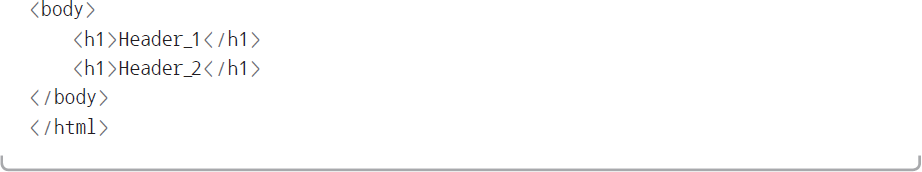 <body>
<h1>Header_1</h1>
<h1>Header_2</h1>
</body>
</html>